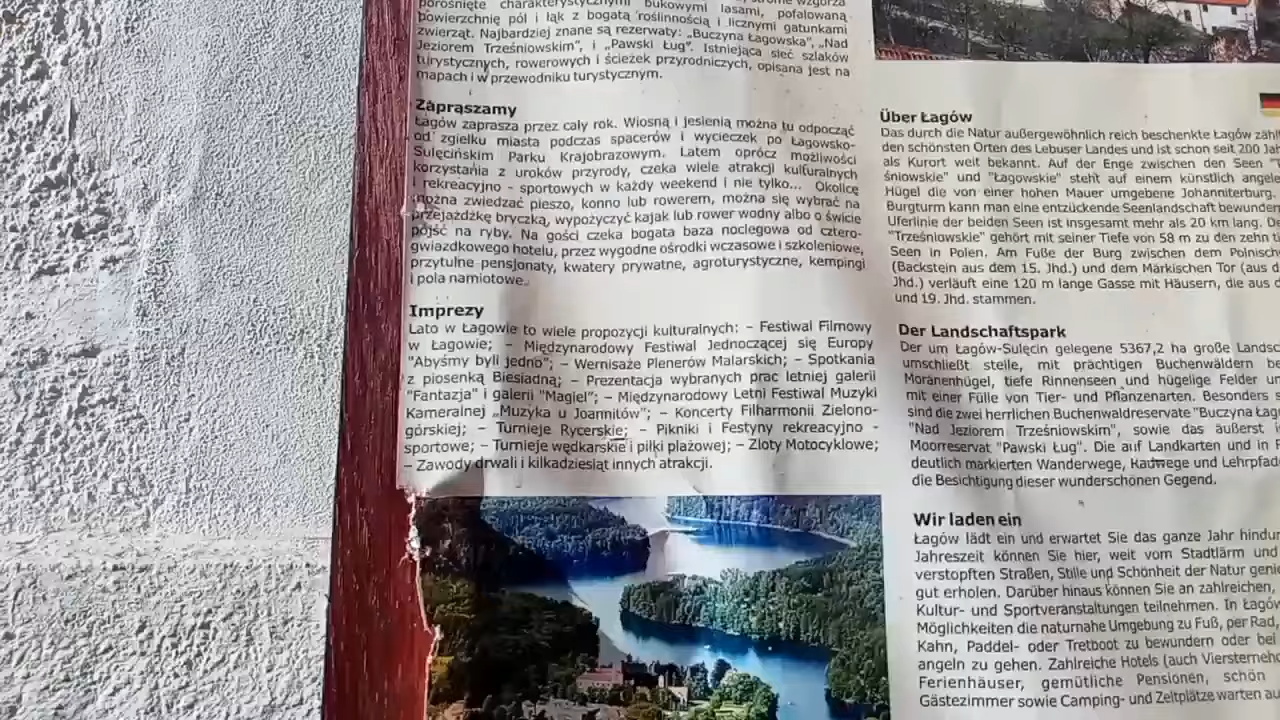 porośnięte charakterystycznymi bukowymi lasami, pofalowaną
powierzchnię pól i łąk z bogatą roślinnością i licznymi gatunkami
zwierząt. Najbardziej znane są rezerwaty: „Buczyna Łagowska", „Nad
Jeziorem Trześniowskim", i „Pawski Ług". Istniejąca sieć szlaków
turystycznych, rowerowych i ścieżek przyrodniczych, opisana jest na
mapach i w przewodniku turystycznym.
Zapraszamy
Łagów zaprasza przez cały rok. Wiosną i jesienią można tu odpocząć
od zgiełku miasta podczas spacerów i wycieczek po Łagowsko-
Sulęcińskim Parku Krajobrazowym. Latem oprócz możliwości
korzystania z uroków przyrody, czeka wiele atrakcji kulturalnych
i rekreacyjno - sportowych w każdy weekend i nie tylko... Okolicę
można zwiedzać pieszo, konno lub rowerem, można się wybrać na
przejażdżkę bryczką, wypożyczyć kajak lub rower wodny albo o świcie
pójść na ryby. Na gości czeka bogata baza noclegowa od cztero-
gwiazdkowego hotelu, przez wygodne ośrodki wczasowe i szkoleniowe,
przytulne pensjonaty, kwatery prywatne, agroturystyczne, kempingi
i pola namiotowe.
Imprezy
Lato w Łagowie to wiele propozycji kulturalnych: – Festiwal Filmowy
w Łagowie; – Międzynarodowy Festiwal Jednoczącej się Europy
"Abyśmy byli jedno"; – Wernisaże Plenerów Malarskich; – Spotkania
z piosenką Biesiadną; – Prezentacja wybranych prac letniej galerii
"Fantazja" i galerii "Magiel"; – Międzynarodowy Letni Festiwal Muzyki
Kameralnej „Muzyka u Joamitów"; – Koncerty Filharmonii Zielono-
górskiej; – Turnieje Rycerskie; – Pikniki i Festyny rekreacyjno -
sportowe; – Turnieje wędkarskie i piłki plażowej; – Zloty Motocyklowe;
– Zawody drwali i kilkadziesiąt innych atrakcji.
Über Łagów
Das durch die Natur außergewöhnlich reich beschenkte Łagów zäh
den schönsten Orten des Lebuser Landes und ist schon seit 200 Ja
als Kurort weit bekannt. Auf der Enge zwischen den Seen
śniowskie" und "Łagowskie" steht auf einem künstlich angele
Hügel die von einer hohen Mauer umgebene Johanniterburg.
Burgturm kann man eine entzückende Seenlandschaft bewunder
Uferlinie der beiden Seen ist insgesamt mehr als 20 km lang. D
"Trześniowskie" gehört mit seiner Tiefe von 58 m zu den zehn t
Seen in Polen. Am Fuße der Burg zwischen dem Polnisch
(Backstein aus dem 15. Jhd.) und dem Märkischen Tor (aus d
Jhd.) verläuft eine 120 m lange Gasse mit Häusern, die aus d
und 19. Jhd. stammen.
Der Landschaftspark
Der um Łagów-Sulęcin gelegene 5367,2 ha große Landsc
umschließt steile, mit prächtigen Buchenwäldern be
Moränenhügel, tiefe Rinnenseen und hügelige Felder un
mit einer Fülle von Tier- und Pflanzenarten. Besonders s
sind die zwei herrlichen Buchenwaldreservate "Buczyna Łag
"Nad Jeziorem Trześniowskim", sowie das äußerst i
Moorreservat "Pawski Ług". Die auf Landkarten und in
deutlich markierten Wanderwege, Radwege und Lehrpfad
die Besichtigung dieser wunderschönen Gegend.
Wir laden ein
Łagów lädt ein und erwartet Sie das ganze Jahr hindu
Jahreszeit können Sie hier, weit vom Stadtlärm und
verstopften Straßen, Stille und Schönheit der Natur genie
gut erholen. Darüber hinaus können Sie an zahlreichen,
Kultur- und Sportveranstaltungen teilnehmen. In Łagów
Möglichkeiten die naturnahe Umgebung zu Fuß, per Rad,
Kahn, Paddel- oder Tretboot zu bewundern oder bei
angeln zu gehen. Zahlreiche Hotels (auch Viersterneho
Ferienhäuser, gemütliche Pensionen, schön
Gästezimmer sowie Camping- und Zeltplätze warten au